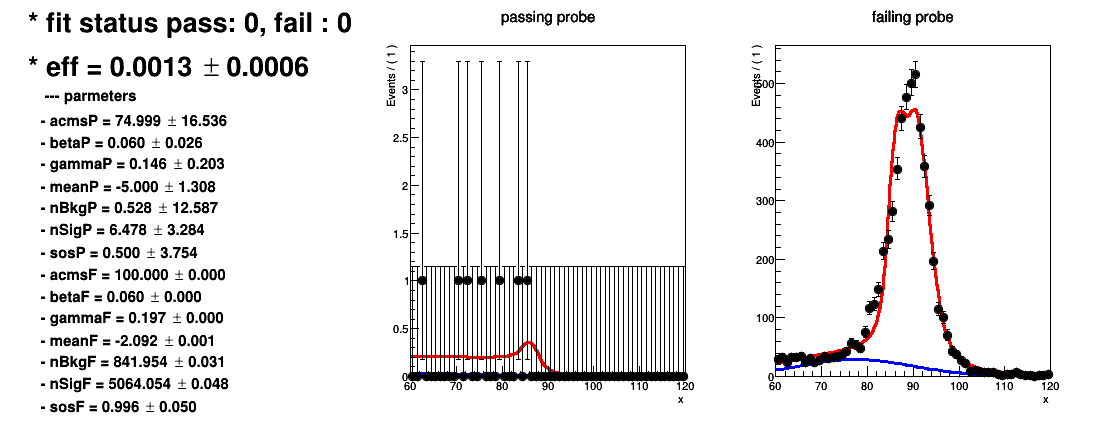 * fit status pass: 0, fail : 0
* eff = 0.0013 ± 0.0006
--- parmeters
- acmsP = 74.999 ± 16.536
- betaP = 0.060 ± 0.026
- gammaP = 0.146 ± 0.203
- meanP = -5.000 ± 1.308
- nBkgP = 0.528 ± 12.587
- nSigP = 6.478 ± 3.284
- sosP = 0.500 ± 3.754
- acmsF = 100.000 ± 0.000
- betaF = 0.060 ± 0.000
- gammaF = 0.197 ± 0.000
- meanF = -2.092 ± 0.001
- nBkgF = 841.954 ± 0.031
- nSigF = 5064.054 ± 0.048
- sosF = 0.996 ± 0.050
passing probe
Events / ( 1 )
3
2.5
2
1.5
1
0.5
0
60 70 80 90 100 110 120
x
failing probe
Events / ( 1 )
500
400
300
200
100
0
60 70 80 90 100 110 120
x